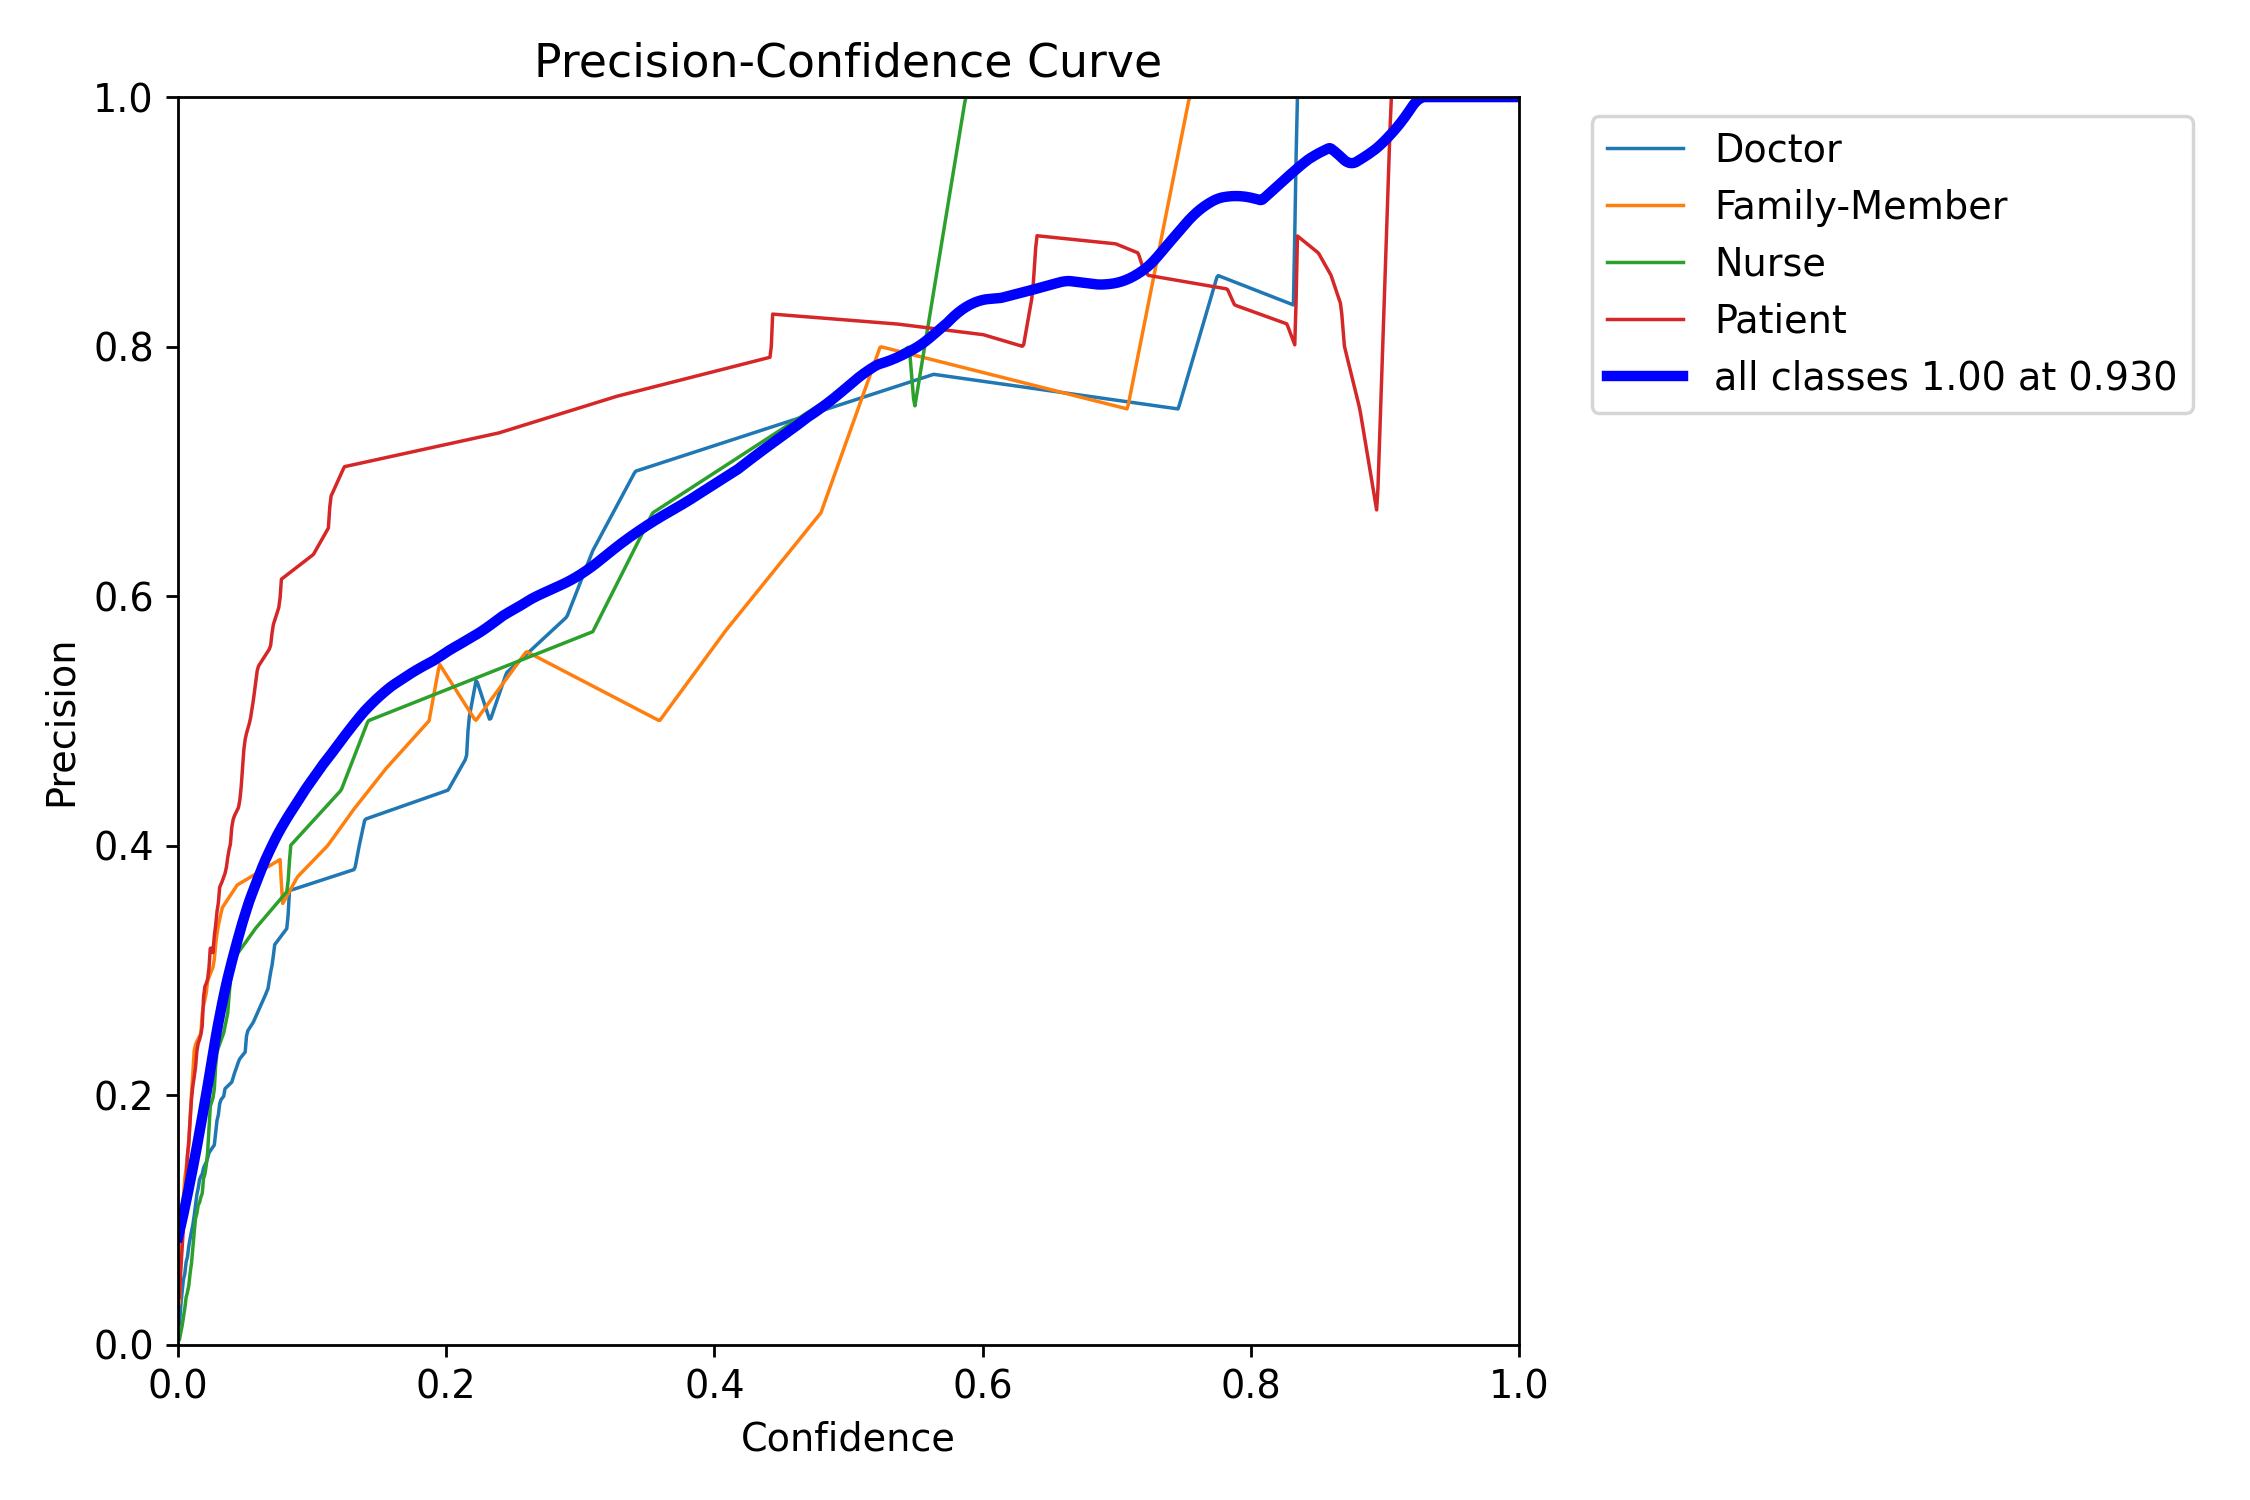 Precision-Confidence Curve
1.0
0.8
0.6
0.4
0.2
0.0
Precision
0.0 0.2 0.4 0.6 0.8 1.0
Confidence
Doctor
Family-Member
Nurse
Patient
all classes 1.00 at 0.930